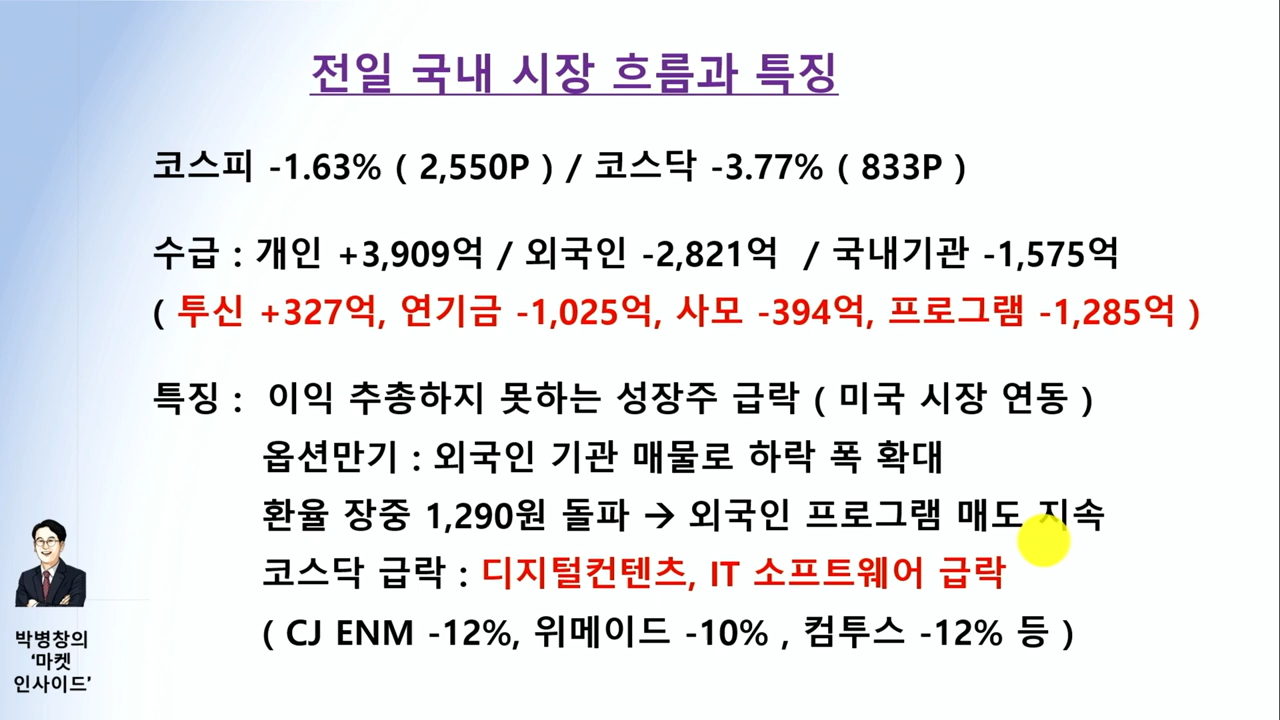 전일 국내 시장 흐름과 특징
코스피 -1.63% ( 2,550P ) / 코스닥 -3.77% ( 833P )
수급 : 개인 +3,909억 / 외국인 -2,821억 / 국내기관 -1,575억
( 투신 +327억, 연기금 -1,025억, 사모 -394억, 프로그램 -1,285억 )
특징 : 이익 추총하지 못하는 성장주 급락 ( 미국 시장 연동 )
옵션만기 : 외국인 기관 매물로 하락 폭 확대
환율 장중 1,290원 돌파 → 외국인 프로그램 매도 지속
코스닥 급락 : 디지털컨텐츠, IT 소프트웨어 급락
( CJ ENM -12%, 위메이드 -10% , 컴투스 -12% 등 )
박병창의
‘마켓
인사이드’